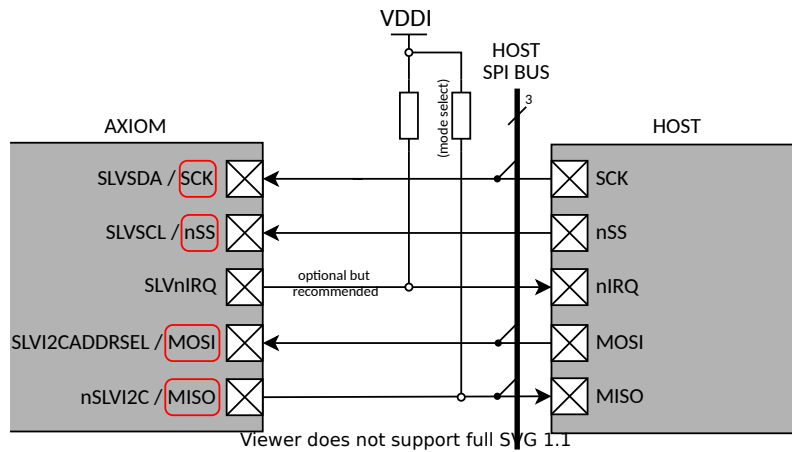 VDDI
HOST
SPI BUS
3
(mode select)
AXIOM
HOST
SLVSDA / SCK
SCK
SLVSCL / nSS
nSS
SLVnIRQ
optional but
recommended
nIRQ
SLVI2CADDRSEL / MOSI
MOSI
nSLVI2C / MISO
MISO
Viewer does not support full SVG 1.1